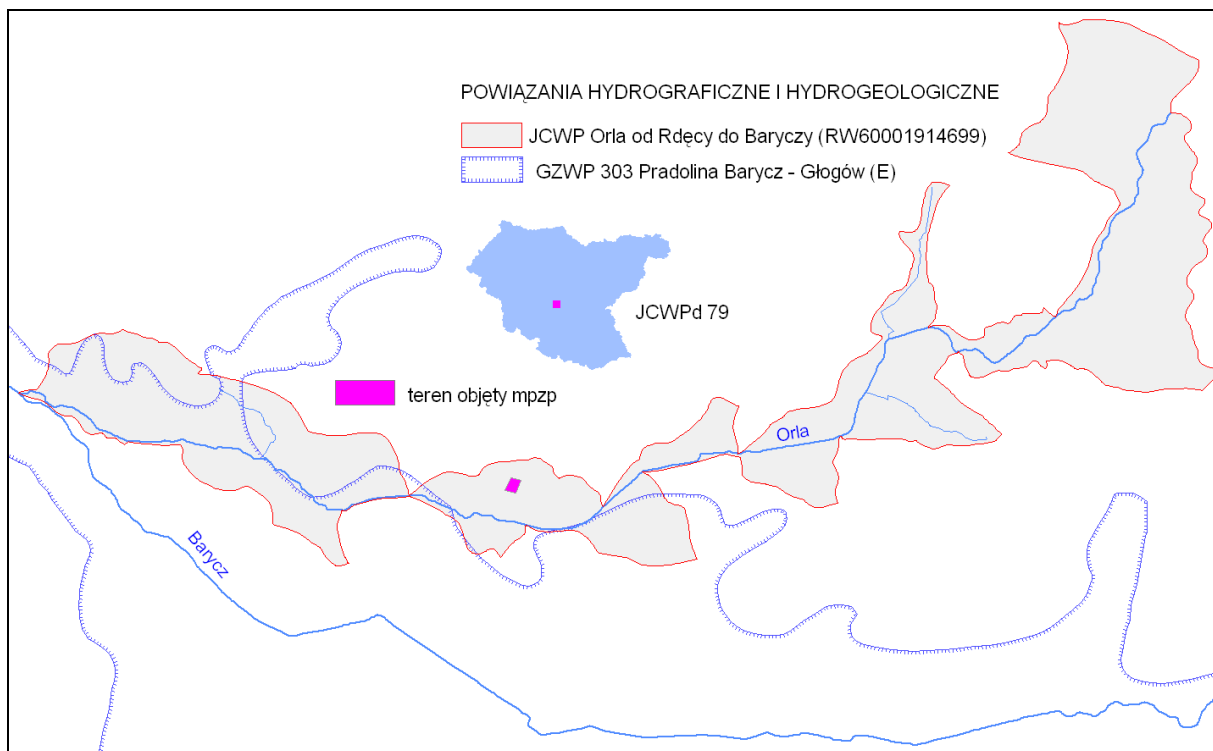 POWIĄZANIA HYDROGRAFICZNE I HYDROGEOLOGICZNE
JCWP Orla od Rdęcy do Baryczy (RW60001914699)
GZWP 303 Pradolina Barycz - Głogów (E)
JCWPd 79
teren objęty mpzp
Orla
Barycz